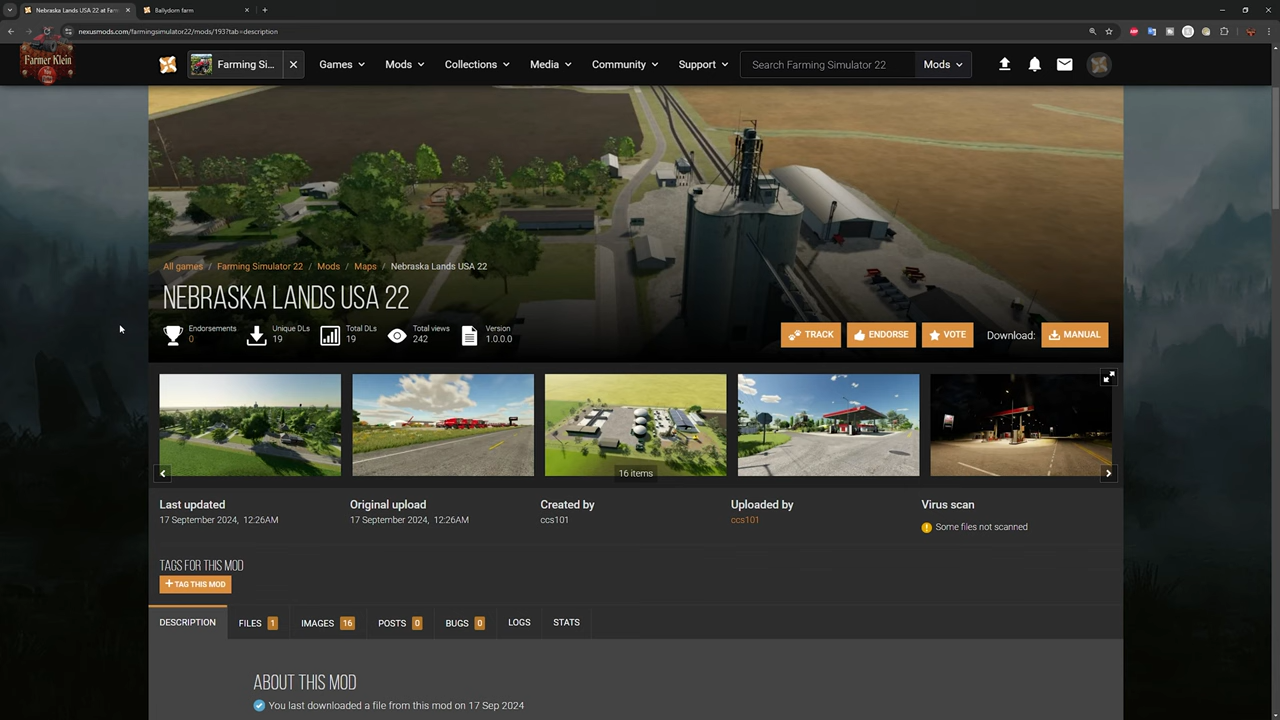 Nebraska Lands USA 22 at Farm
Ballydorn farm
nexusmods.com/farmingsimulator22/mods/193?tab=description
Farmer Klein
Farming Si...
Games
Mods
Collections
Media
Community
Support
Search Farming Simulator 22
Mods
All games / Farming Simulator 22 / Mods / Maps / Nebraska Lands USA 22
NEBRASKA LANDS USA 22
Endorsements
0
Unique DLs
19
Total DLs
19
Total views
242
Version
1.0.0.0
TRACK
ENDORSE
VOTE
Download:
MANUAL
16 items
Last updated
17 September 2024, 12:26AM
Original upload
17 September 2024, 12:26AM
Created by
ccs101
Uploaded by
ccs101
Virus scan
Some files not scanned
TAGS FOR THIS MOD
+ TAG THIS MOD
DESCRIPTION
FILES 1
IMAGES 16
POSTS 0
BUGS 0
LOGS
STATS
ABOUT THIS MOD
You last downloaded a file from this mod on 17 Sep 2024